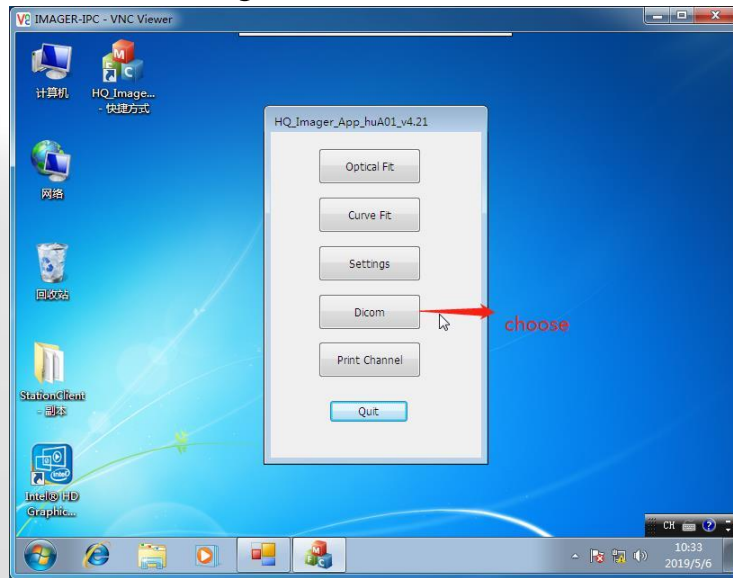 IMAGER-IPC - VNC Viewer
计算机
HQ_Image...
- 快捷方式
网络
回收站
StationClient
- 副本
Intel® HD
Graphic...
HQ_Imager_App_huA01_v4.21
Optical Fit
Curve Fit
Settings
Dicom
choose
Print Channel
Quit
CH
10:33
2019/5/6